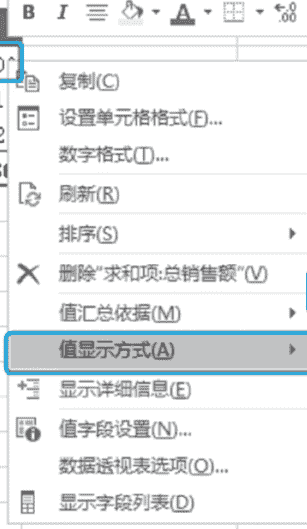 B I A
复制(C)
设置单元格格式(F)...
数字格式(T)...
刷新(R)
排序(S)
删除"求和项:总销售额"(V)
值汇总依据(M)
值显示方式(A)
显示详细信息(E)
值字段设置(N)...
数据透视表选项(O)...
显示字段列表(D)